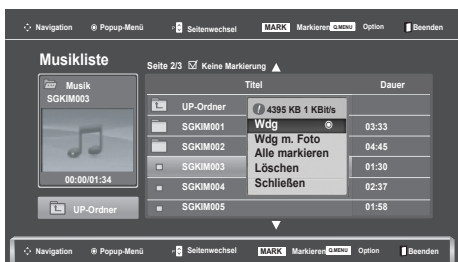 Navigation Popup-Menü P Seitenwechsel MARK Markieren Q.MENU Option Beenden
Musikliste
Seite 2/3 Keine Markierung
Musik
SGKIM003
00:00/01:34
UP-Ordner
Titel Dauer
UP-Ordner
SGKIM001 03:33
SGKIM002 04:45
SGKIM003 01:30
SGKIM004 02:37
SGKIM005 01:58
4395 KB 1 KBit/s
Wdg
Wdg m. Foto
Alle markieren
Löschen
Schließen
Navigation Popup-Menü P Seitenwechsel MARK Markieren Q.MENU Option Beenden